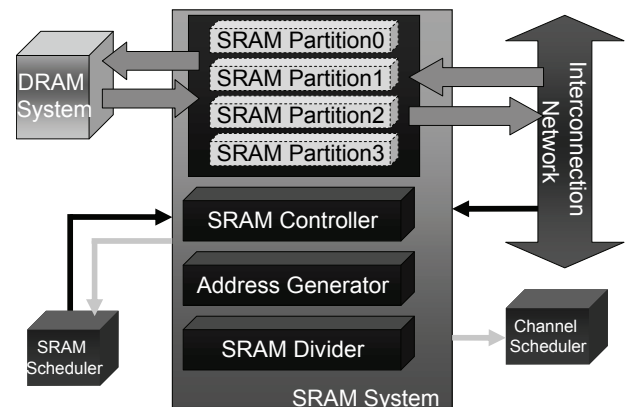 SRAM Partition0
SRAM Partition1
SRAM Partition2
SRAM Partition3
DRAM
System
Interconnection
Network
SRAM Controller
Address Generator
SRAM Divider
SRAM
Scheduler
Channel
Scheduler
SRAM System